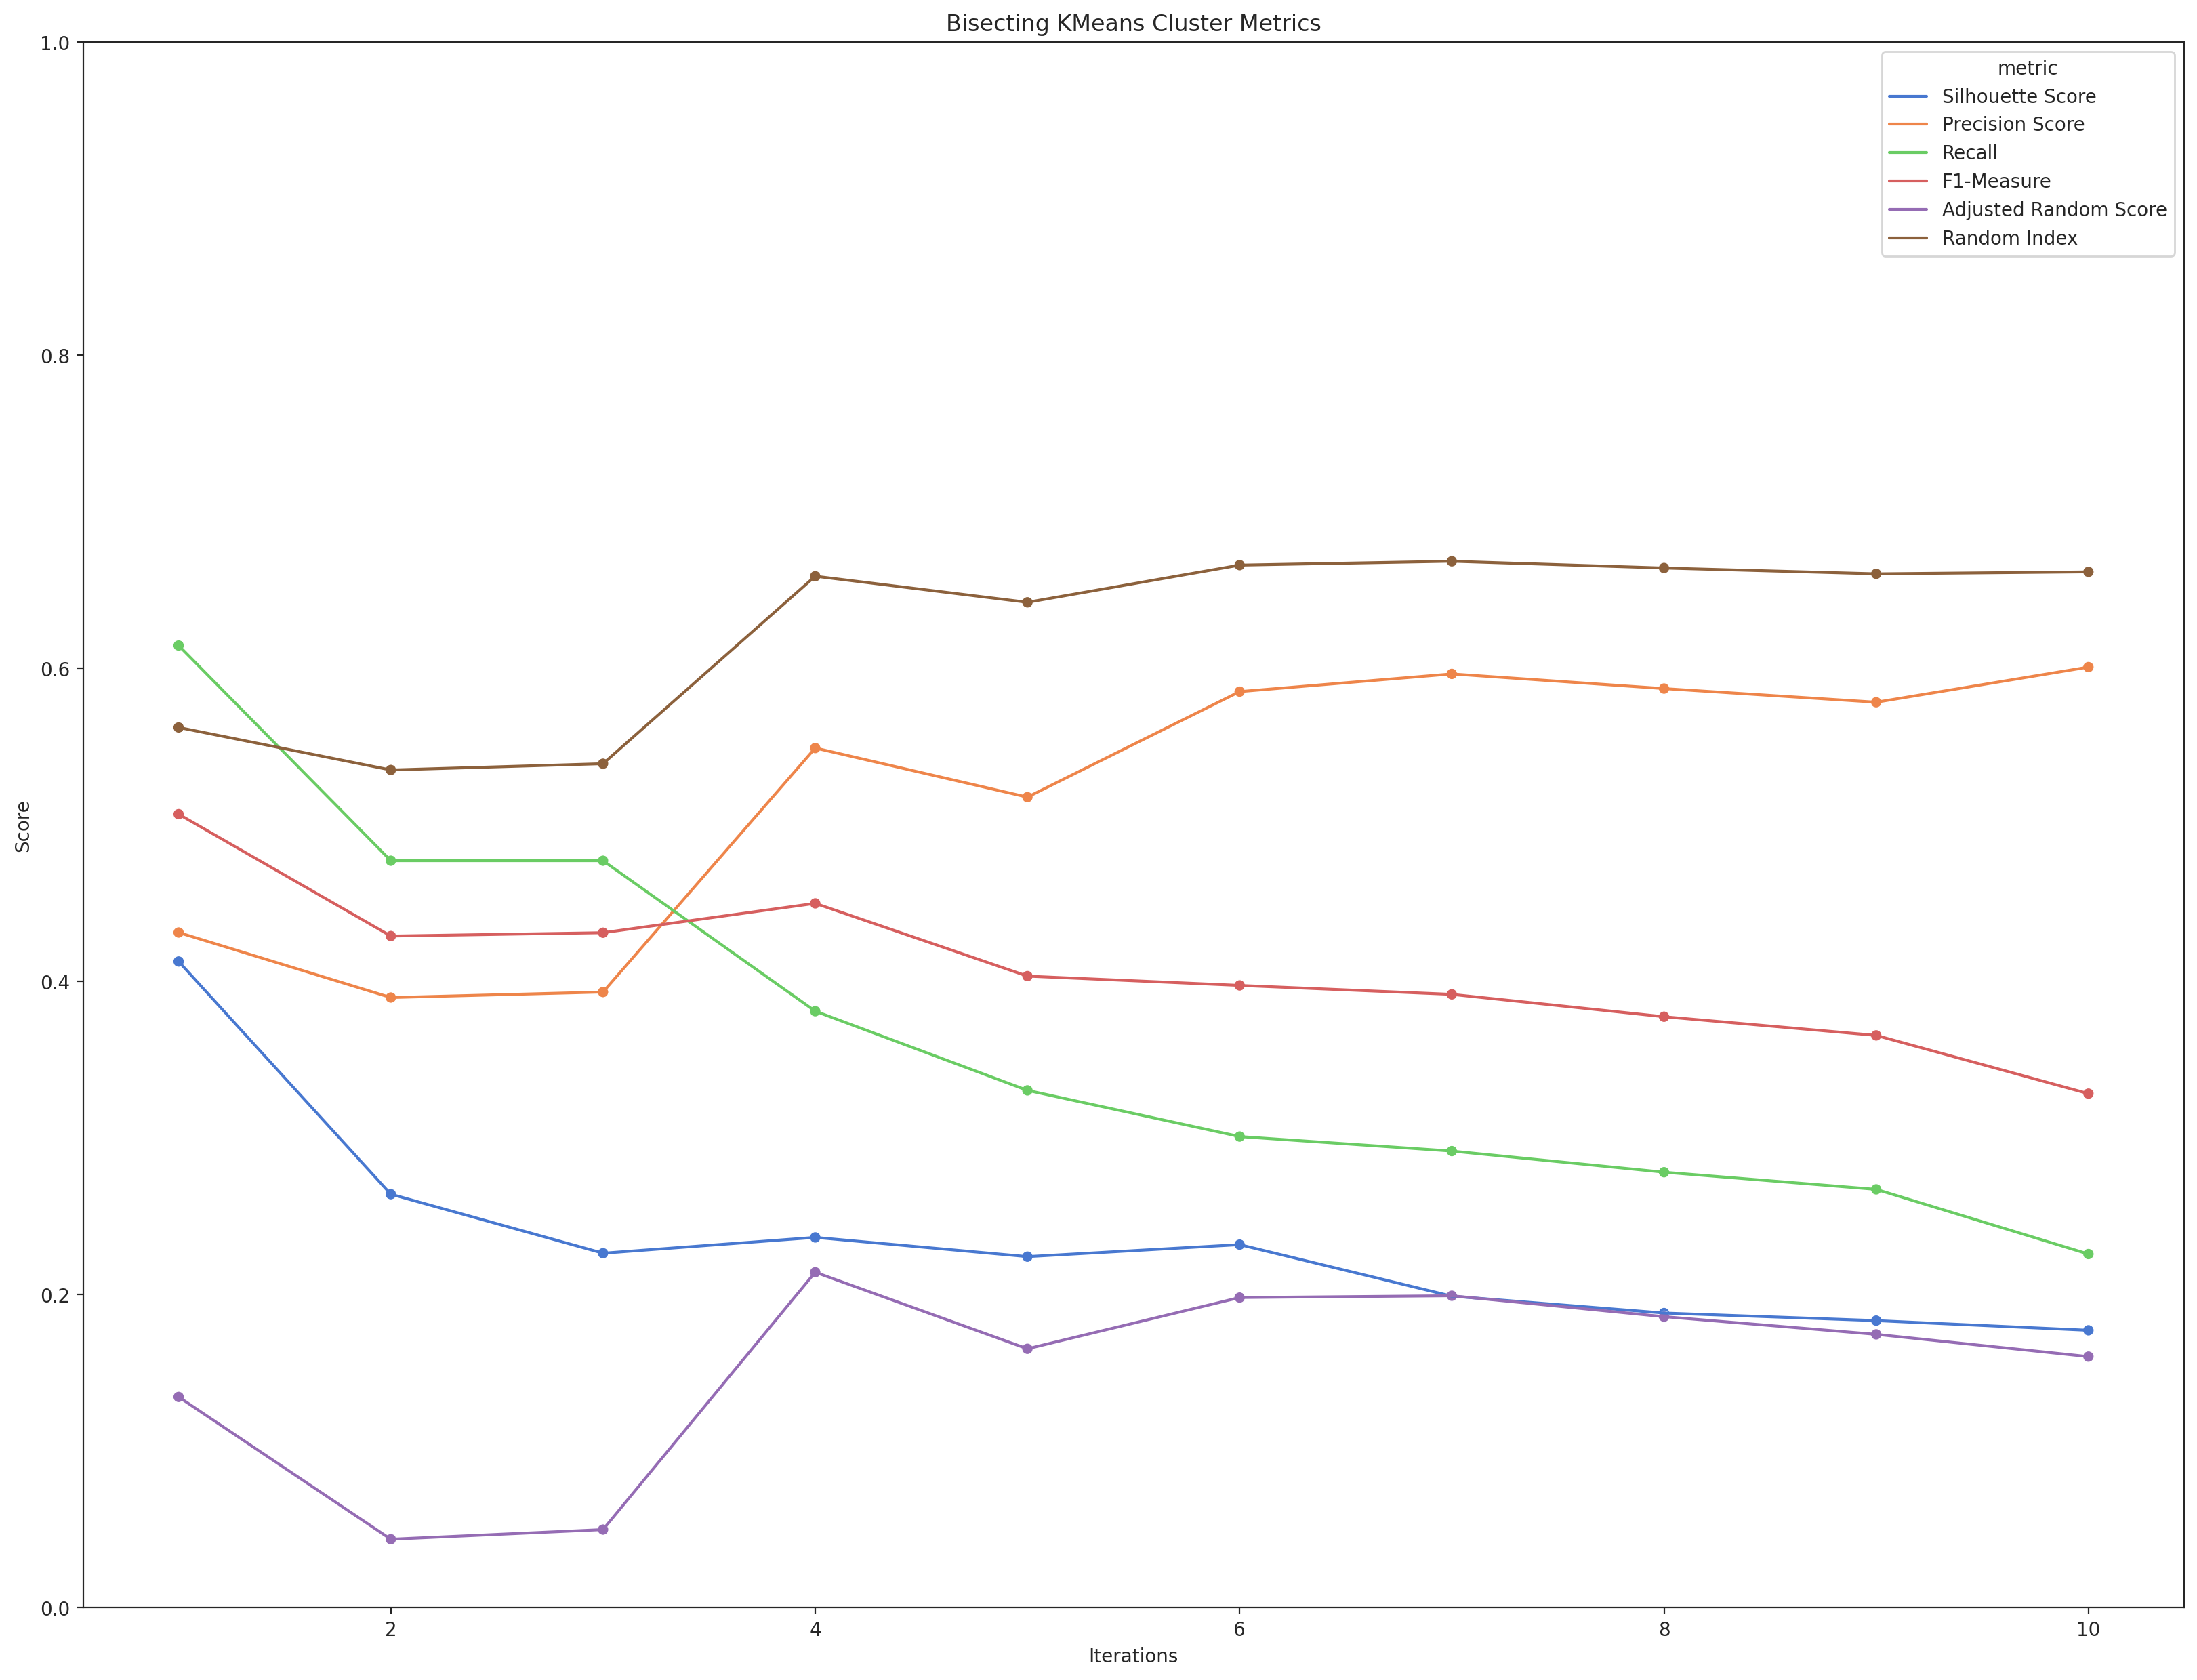 Bisecting KMeans Cluster Metrics
1.0
0.8
0.6
0.4
0.2
0.0
Score
metric
Silhouette Score
Precision Score
Recall
F1-Measure
Adjusted Random Score
Random Index
2 4 6 8 10
Iterations